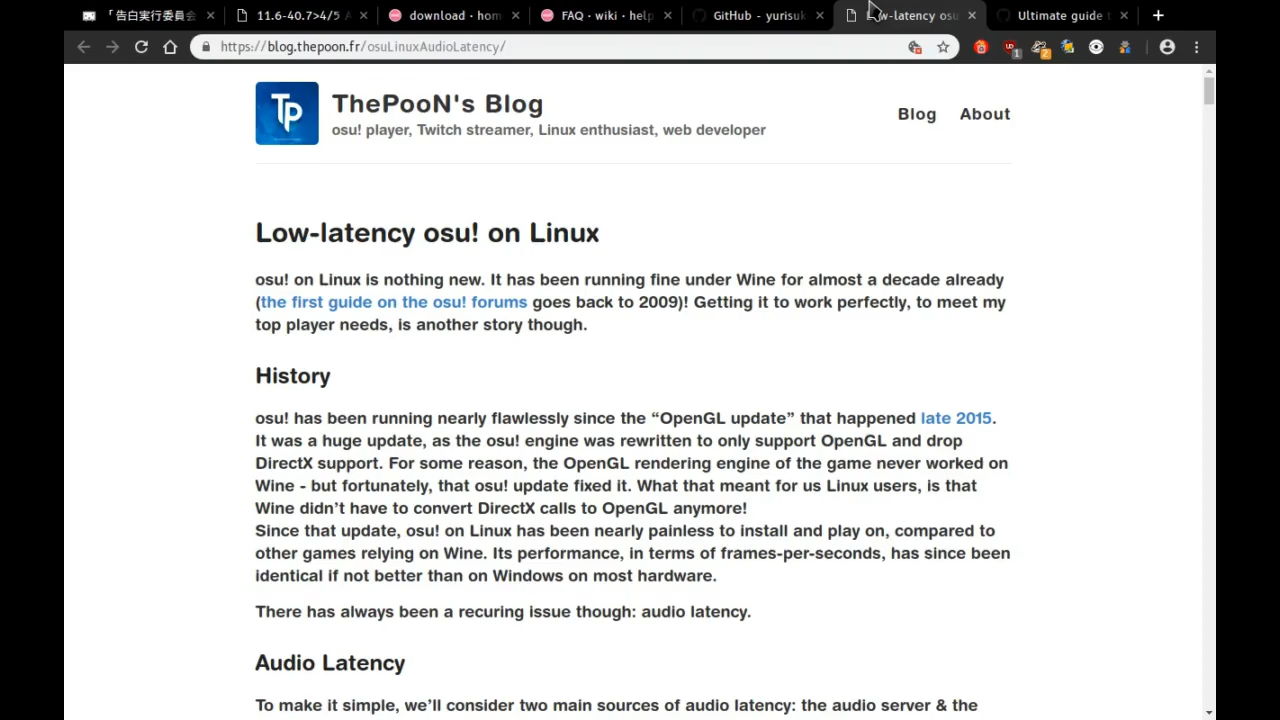 「告白実行委員会
11.6-40.7>4/5 A
download · hom
FAQ · wiki · help
GitHub - yurisuk
Low-latency osu
Ultimate guide t
https://blog.thepoon.fr/osuLinuxAudioLatency/
1
2
TP
ThePooN's Blog
osu! player, Twitch streamer, Linux enthusiast, web developer
Blog
About
Low-latency osu! on Linux
osu! on Linux is nothing new. It has been running fine under Wine for almost a decade already
(the first guide on the osu! forums goes back to 2009)! Getting it to work perfectly, to meet my
top player needs, is another story though.
History
osu! has been running nearly flawlessly since the “OpenGL update” that happened late 2015.
It was a huge update, as the osu! engine was rewritten to only support OpenGL and drop
DirectX support. For some reason, the OpenGL rendering engine of the game never worked on
Wine - but fortunately, that osu! update fixed it. What that meant for us Linux users, is that
Wine didn’t have to convert DirectX calls to OpenGL anymore!
Since that update, osu! on Linux has been nearly painless to install and play on, compared to
other games relying on Wine. Its performance, in terms of frames-per-seconds, has since been
identical if not better than on Windows on most hardware.
There has always been a recuring issue though: audio latency.
Audio Latency
To make it simple, we’ll consider two main sources of audio latency: the audio server & the